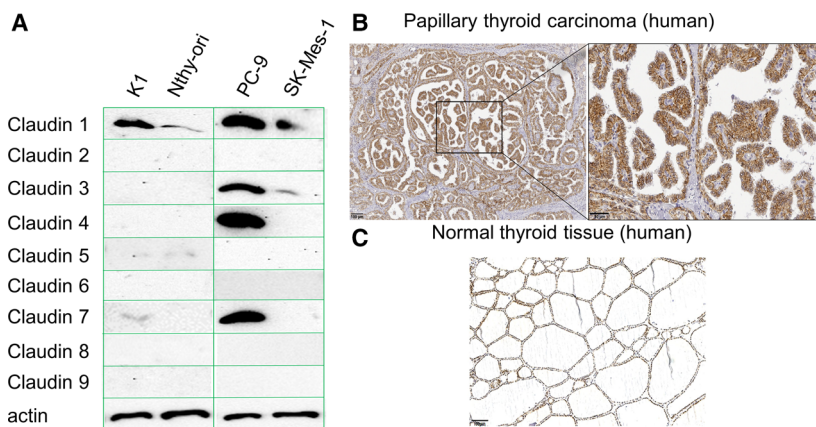 A
K1
Nthy-ori
PC-9
SK-Mes-1
Claudin 1
Claudin 2
Claudin 3
Claudin 4
Claudin 5
Claudin 6
Claudin 7
Claudin 8
Claudin 9
actin
B
Papillary thyroid carcinoma (human)
C
Normal thyroid tissue (human)